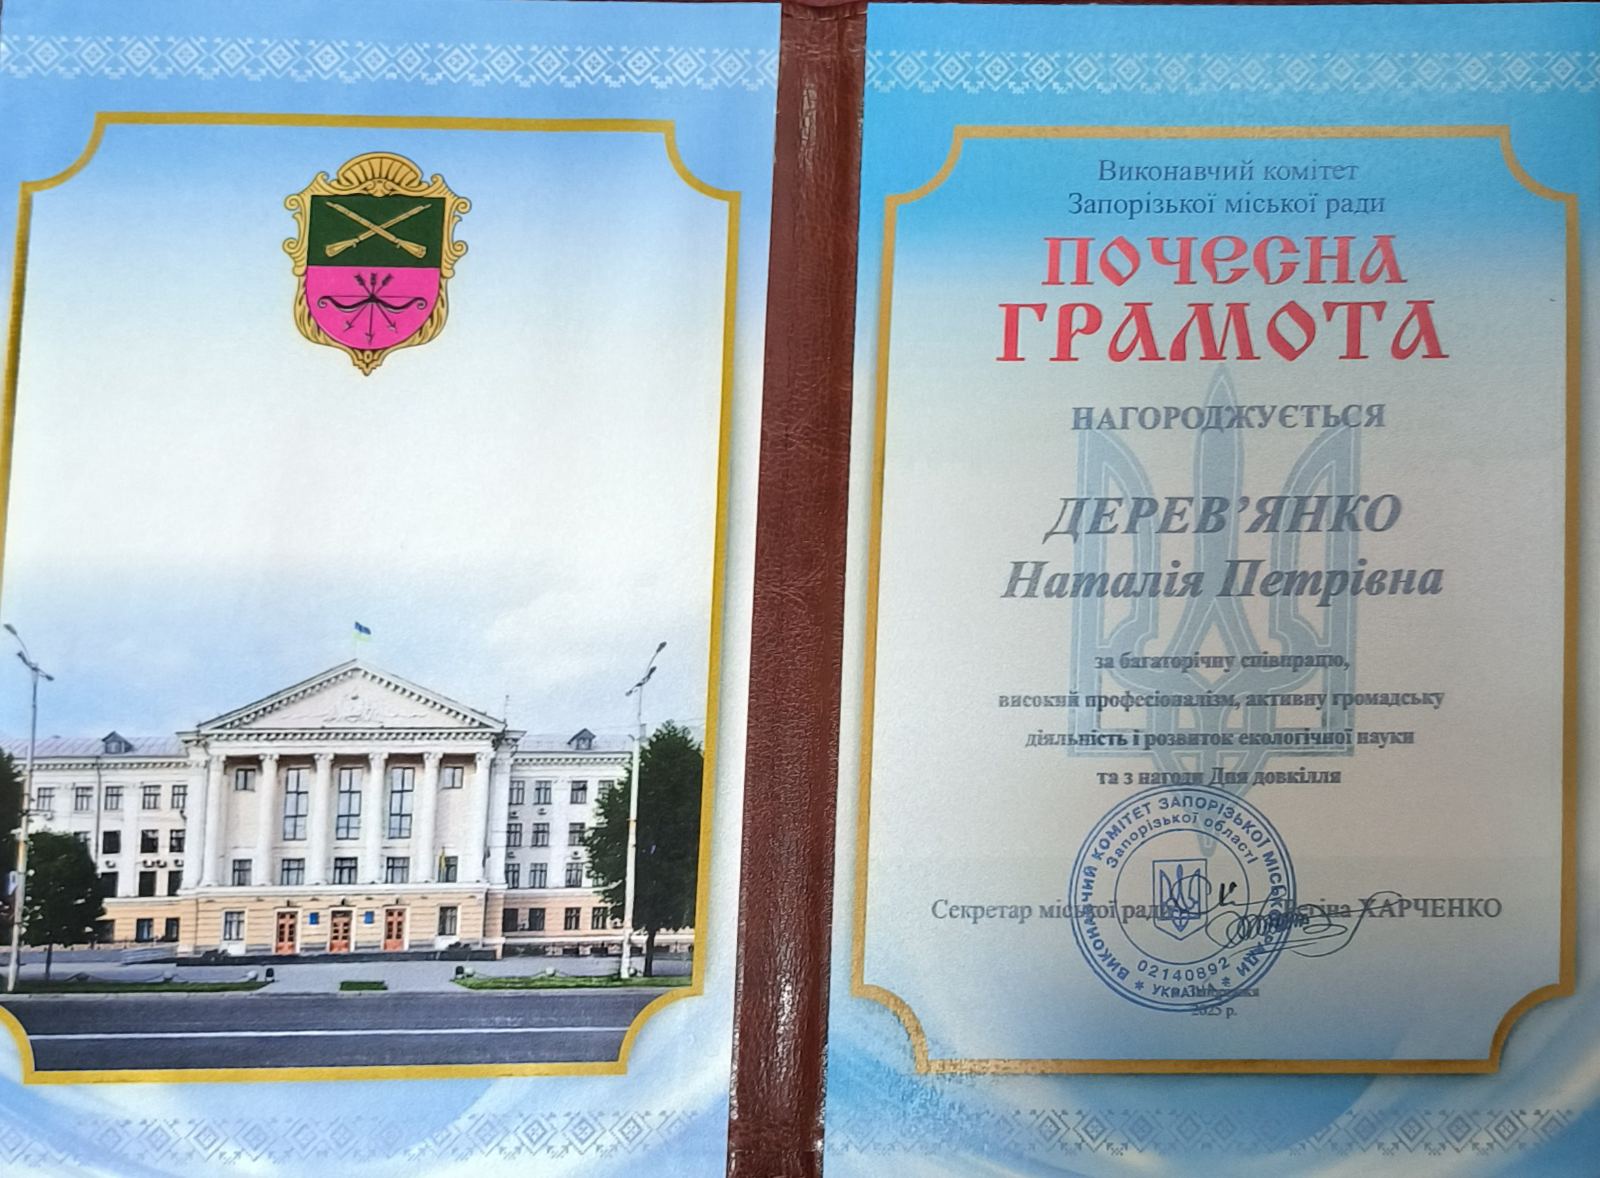 Виконавчий комітет
Запорізької міської ради
ПОЧЕСНА
ГРАМОТА
НАГОРОДЖУЄТЬСЯ
ДЕРЕВ’ЯНКО
Наталія Петрівна
за багаторічну співпрацю,
високий професіоналізм, активну громадську
діяльність і розвиток екологічної науки
та з нагоди Дня довкілля
Секретар міської ради Регіна ХАРЧЕНКО
ВИКОНАВЧИЙ КОМІТЕТ ЗАПОРІЗЬКОЇ МІСЬКОЇ РАДИ
Запорізької області
02140892
* УКРАЇНА *
2025 р.